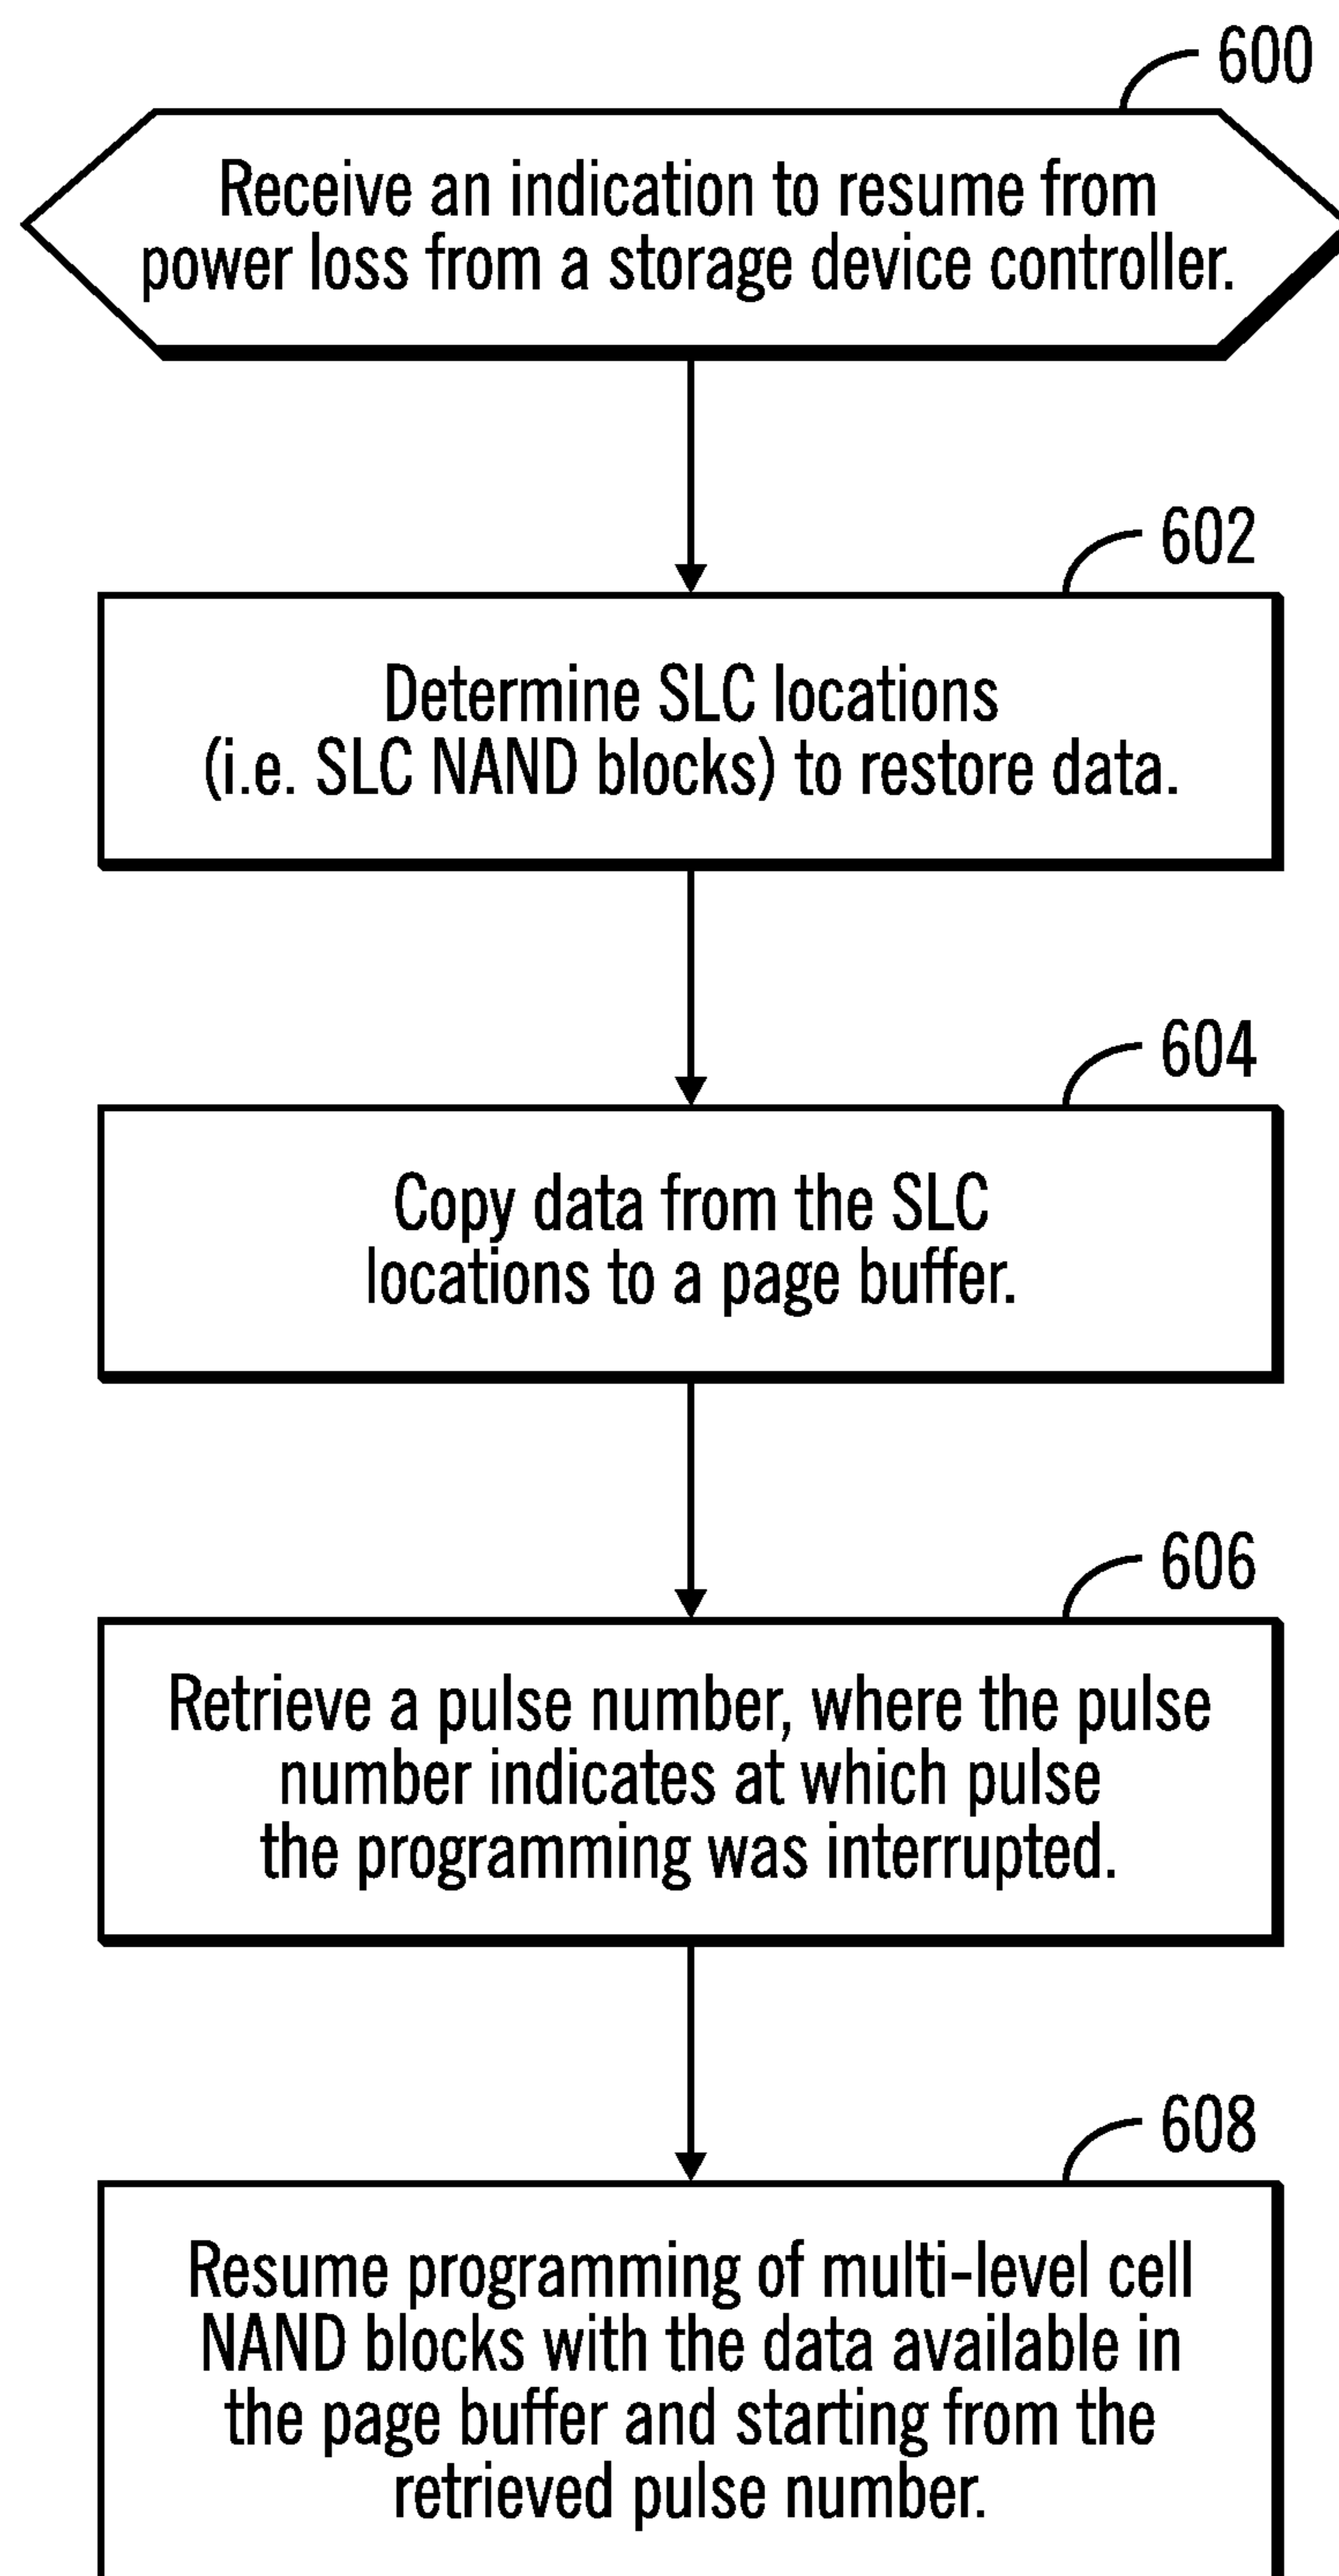 600
Receive an indication to resume from
power loss from a storage device controller.
602
Determine SLC locations
(i.e. SLC NAND blocks) to restore data.
604
Copy data from the SLC
locations to a page buffer.
606
Retrieve a pulse number, where the pulse
number indicates at which pulse
the programming was interrupted.
608
Resume programming of multi-level cell
NAND blocks with the data available in
the page buffer and starting from the
retrieved pulse number.